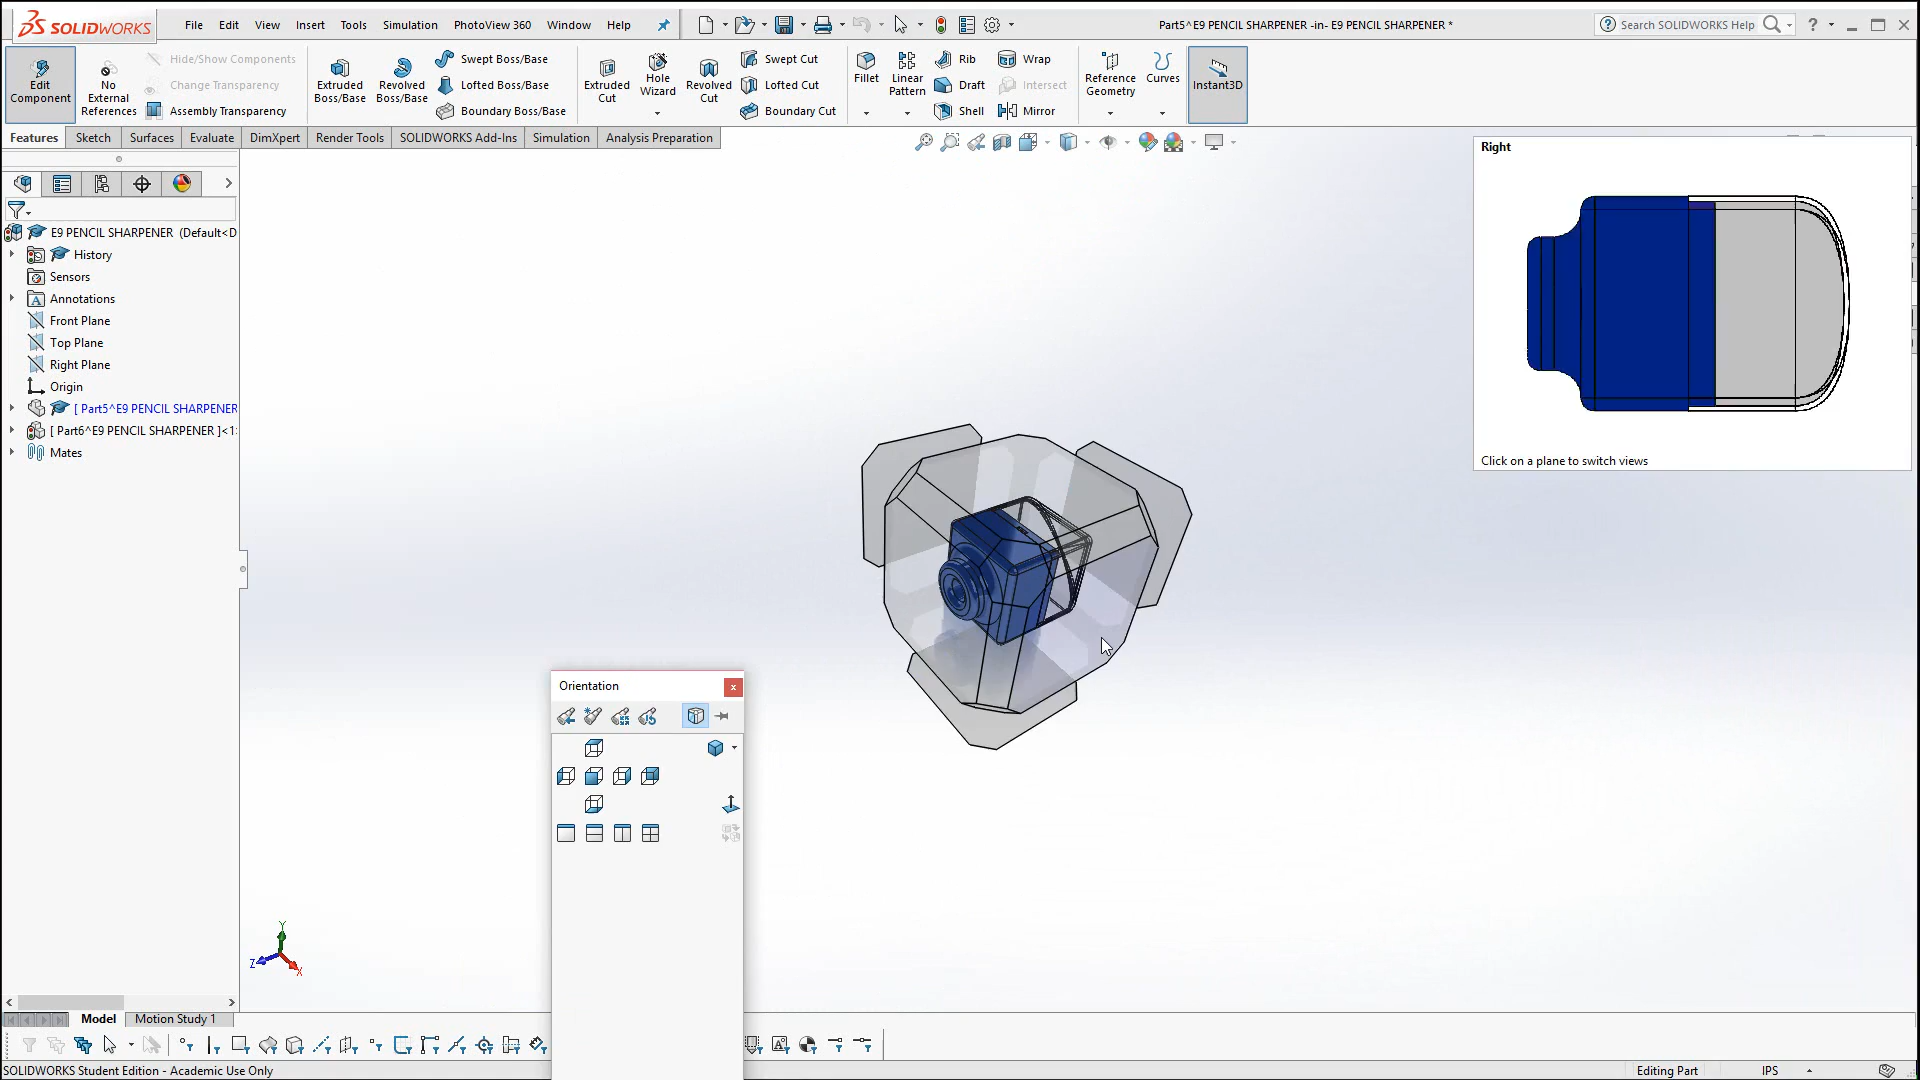 SOLIDWORKS File Edit View Insert Tools Simulation PhotoView 360 Window Help Part5^E9 PENCIL SHARPENER -in- E9 PENCIL SHARPENER * Search SOLIDWORKS Help
Edit Component
No External References
Hide/Show Components
Change Transparency
Assembly Transparency
Extruded Boss/Base
Revolved Boss/Base
Swept Boss/Base
Lofted Boss/Base
Boundary Boss/Base
Extruded Cut
Hole Wizard
Revolved Cut
Swept Cut
Lofted Cut
Boundary Cut
Fillet
Linear Pattern
Rib
Draft
Shell
Wrap
Intersect
Mirror
Reference Geometry
Curves
Instant3D
Features Sketch Surfaces Evaluate DimXpert Render Tools SOLIDWORKS Add-Ins Simulation Analysis Preparation
E9 PENCIL SHARPENER (Default<D
History
Sensors
Annotations
Front Plane
Top Plane
Right Plane
Origin
[ Part5^E9 PENCIL SHARPENER
[ Part6^E9 PENCIL SHARPENER ]<1
Mates
Right
Click on a plane to switch views
Orientation
Y
Z
X
Model Motion Study 1
SOLIDWORKS Student Edition - Academic Use Only Editing Part IPS